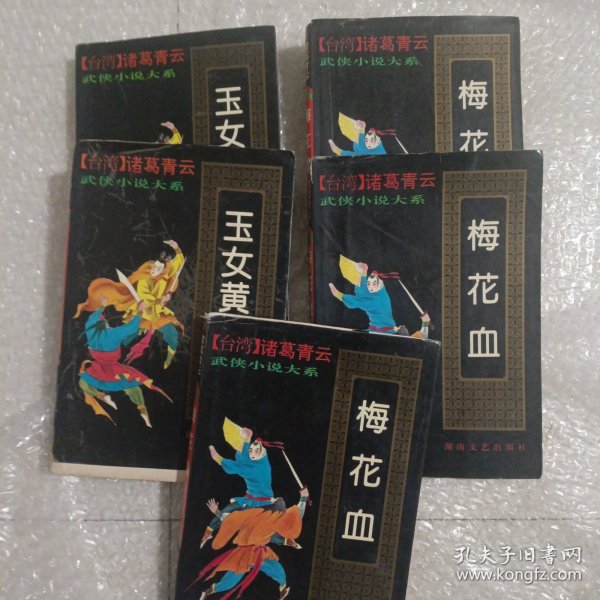 【台湾】诸葛青云
武侠小说大系
玉女
【台湾】诸葛青云
武侠小说大系
梅花
【台湾】诸葛青云
武侠小说大系
玉女黄
【台湾】诸葛青云
武侠小说大系
梅花血
湖南文艺出版社
【台湾】诸葛青云
武侠小说大系
梅花血
孔夫子旧书网
www.kongfz.com